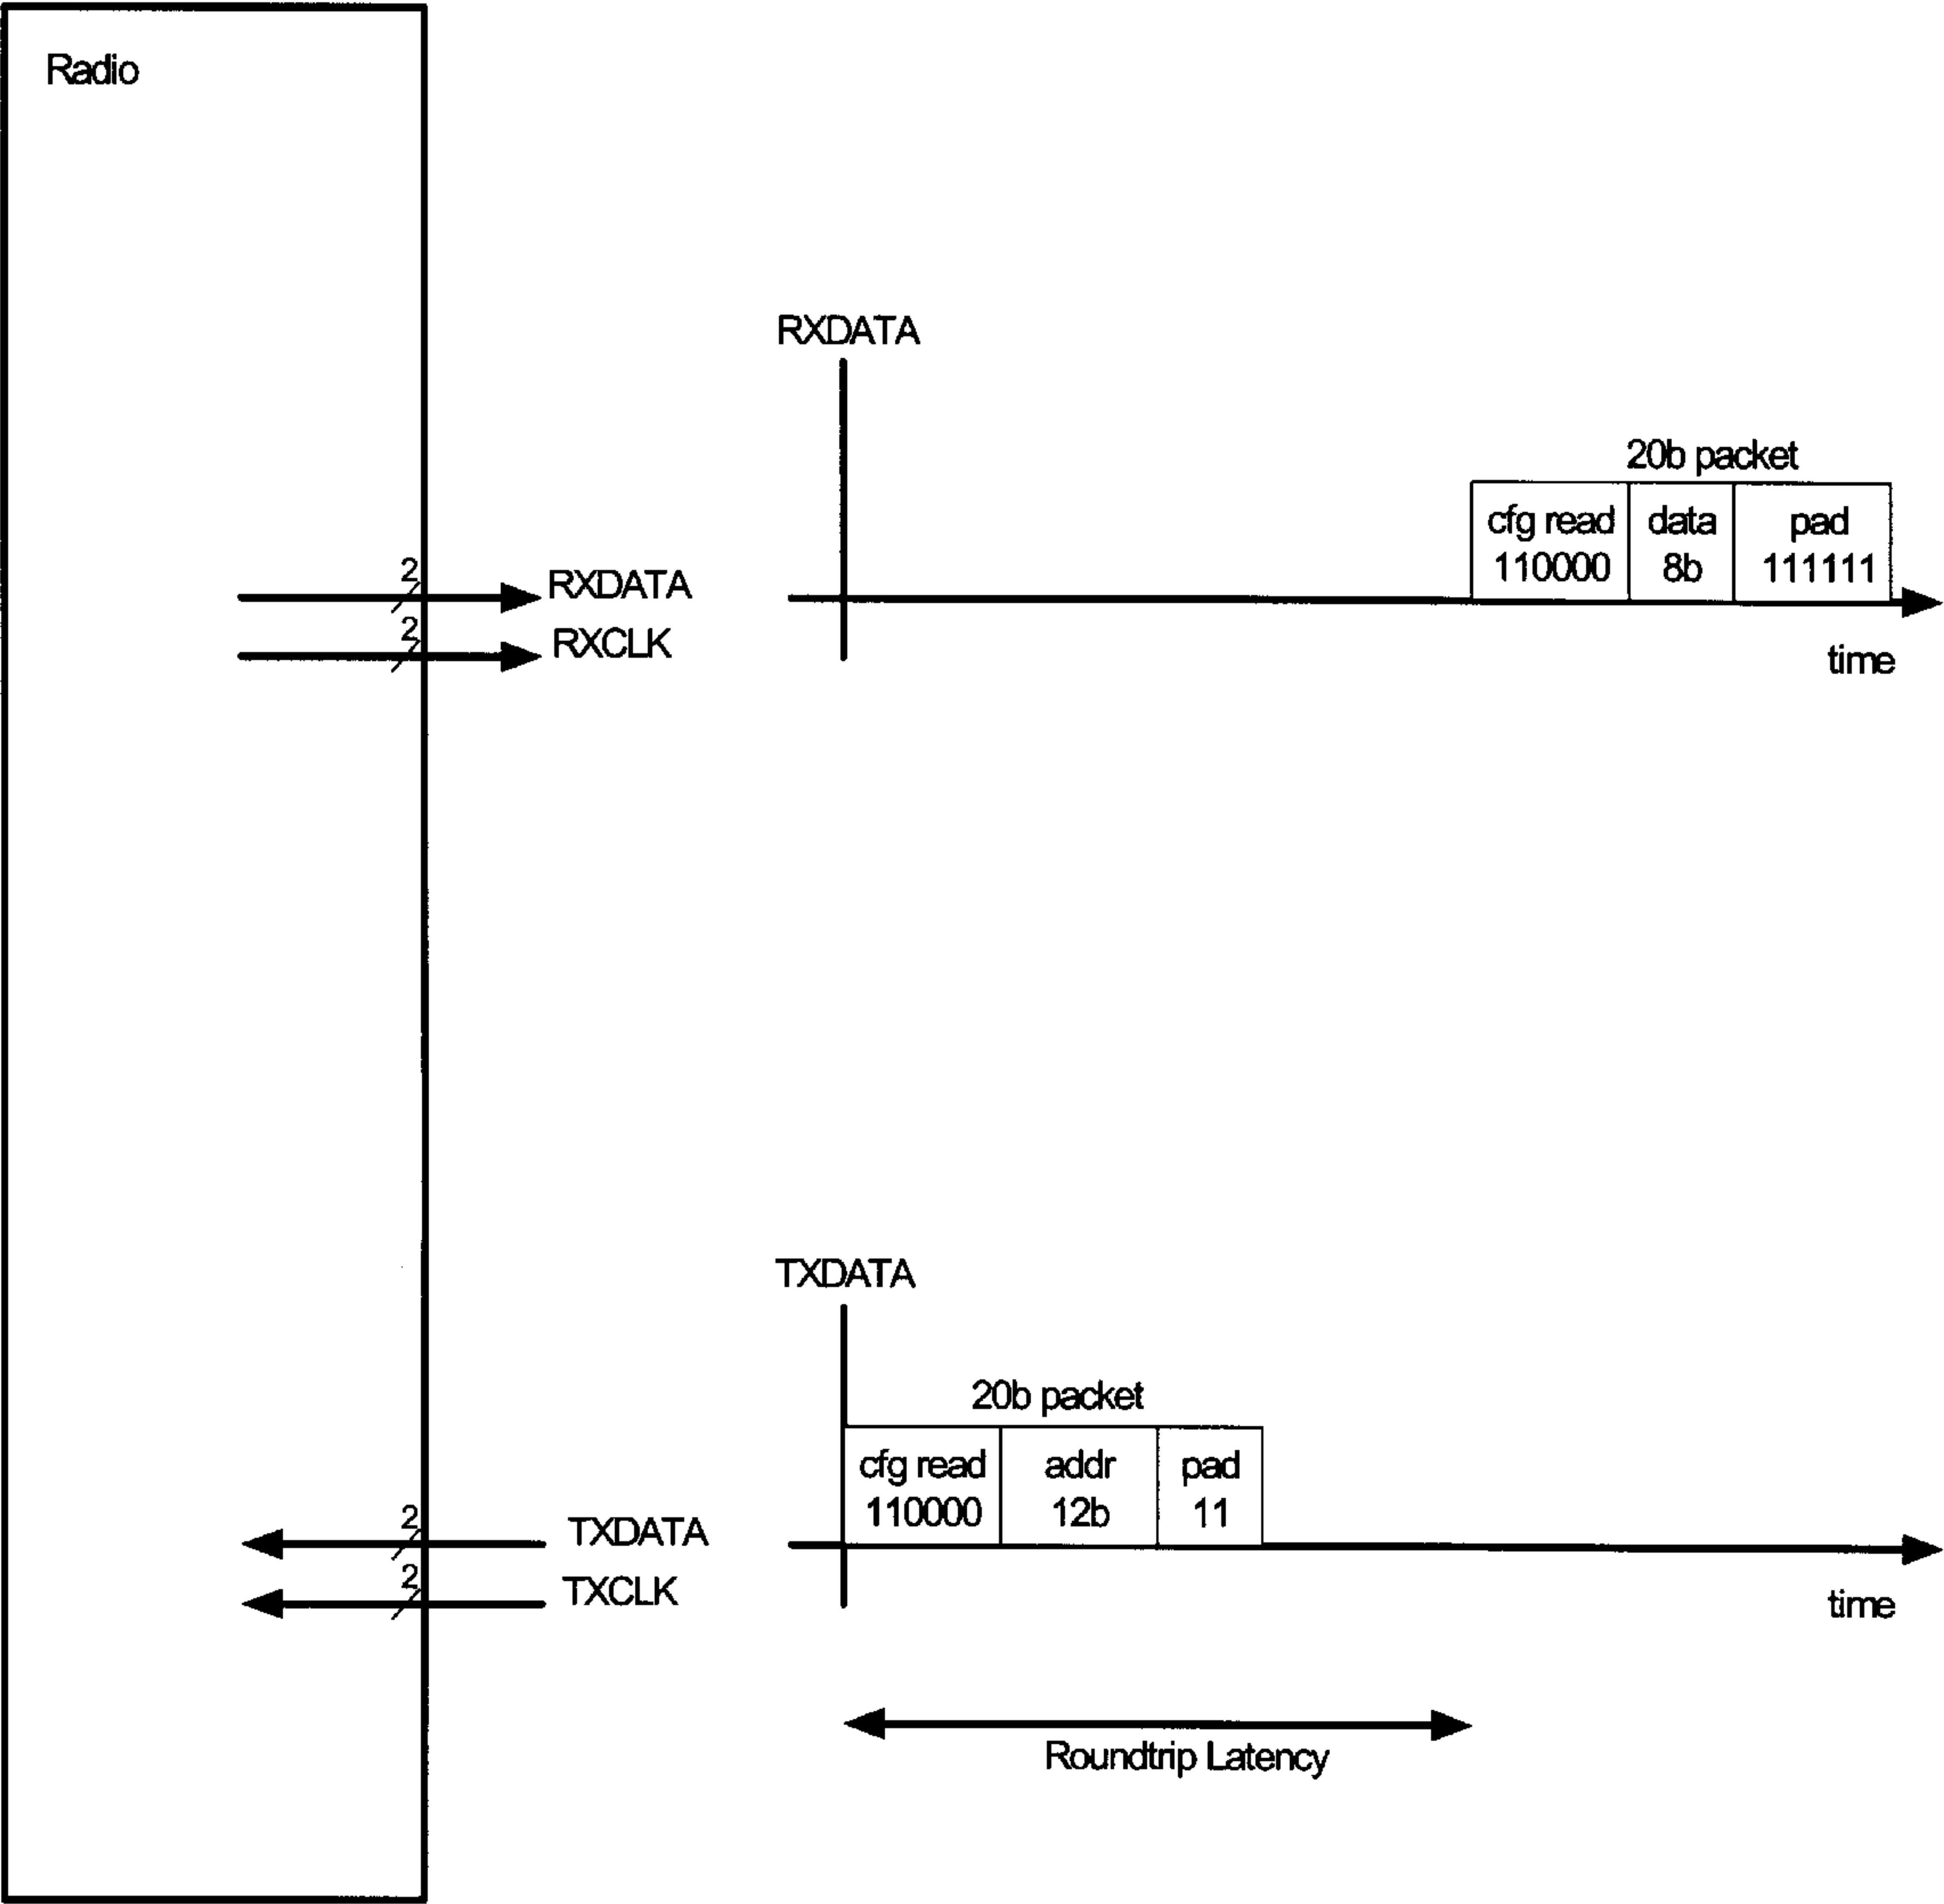 Radio
RXDATA
20b packet
cfg read data pad
110000 8b 111111
2 RXDATA
2 RXCLK
time
TXDATA
20b packet
cfg read addr pad
110000 12b 11
2 TXDATA
2 TXCLK
time
Roundtrip Latency